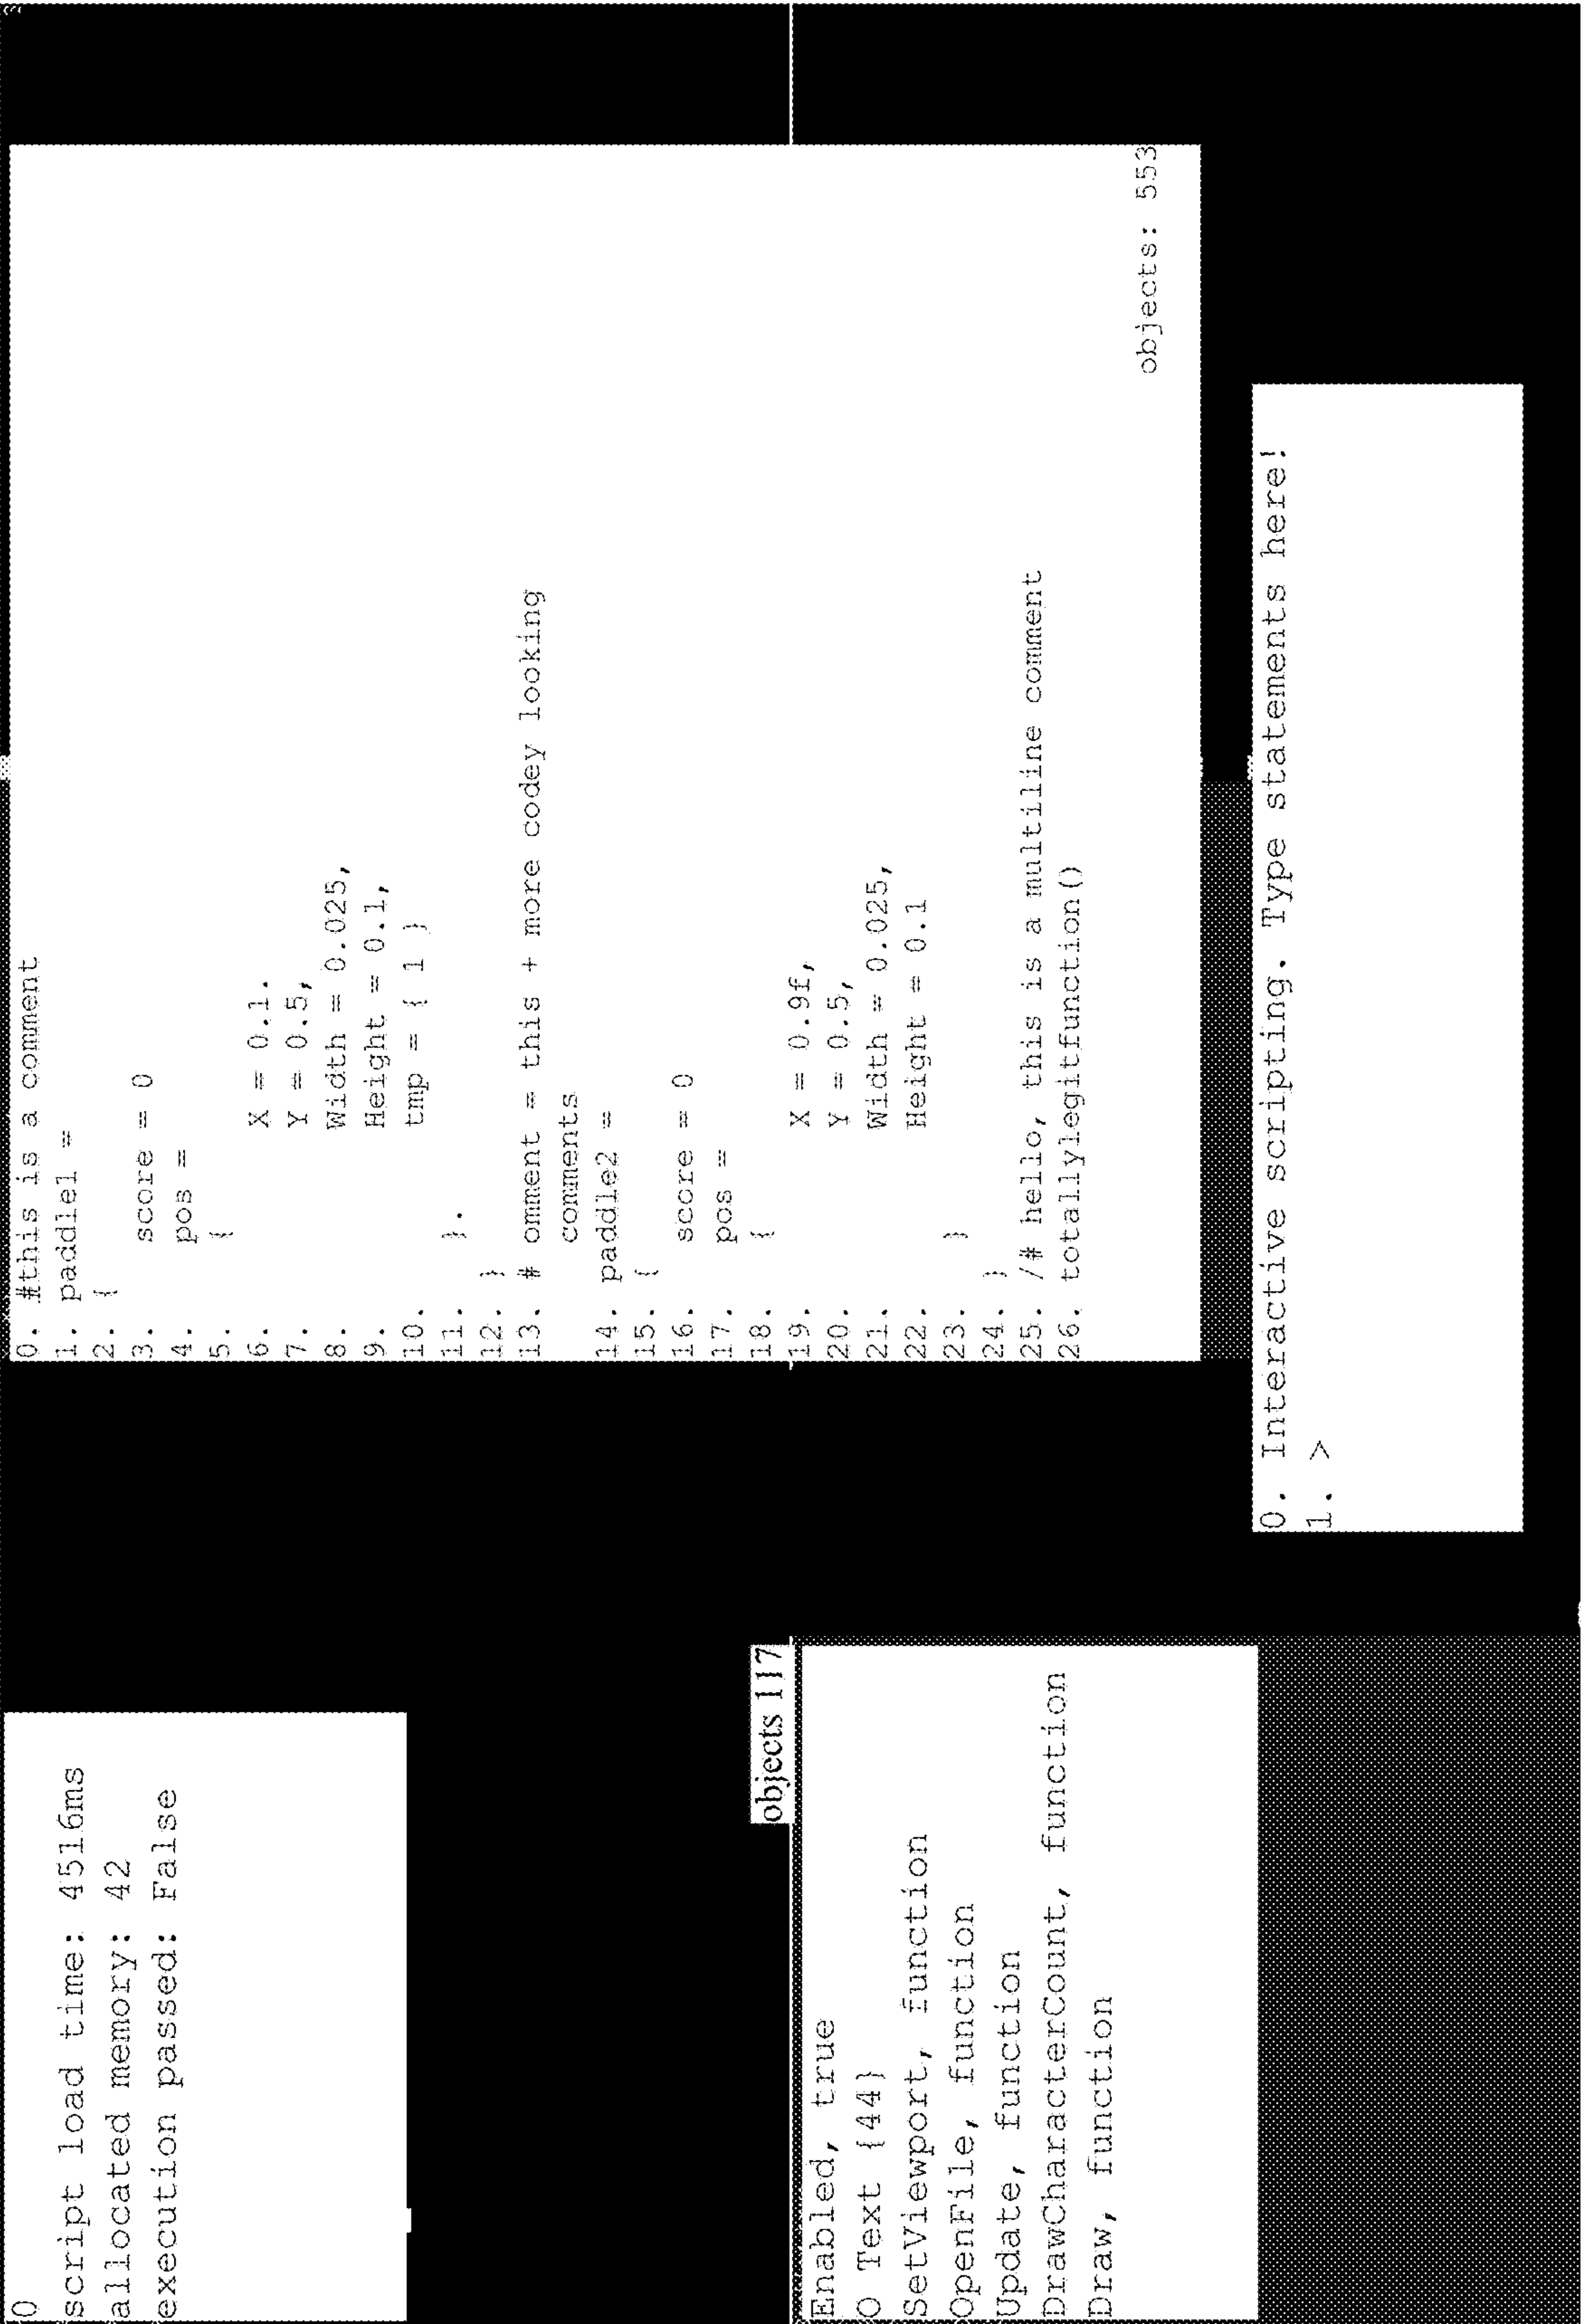 0
script load time: 4516ms
allocated memory: 42
execution passed: False
objects 117
Enabled, true
O Text {44}
SetViewport, function
OpenFile, function
Update, function
DrawCharacterCount, function
Draw, function
0. #this is a comment
1. paddle1 =
2. {
3. score = 0
4. pos =
5. {
6. X = 0.1.
7. Y = 0.5,
8. Width = 0.025,
9. Height = 0.1,
10. tmp = { 1 }
11. }.
12. }
13. # omment = this + more codey looking
comments
14. paddle2 =
15. {
16. score = 0
17. pos =
18. {
19. X = 0.9f,
20. Y = 0.5,
21. Width = 0.025,
22. Height = 0.1
23. }
24. }
25. /# hello, this is a multiline comment
26. totallylegitfunction()
objects: 553
0. Interactive scripting. Type statements here!
1. >